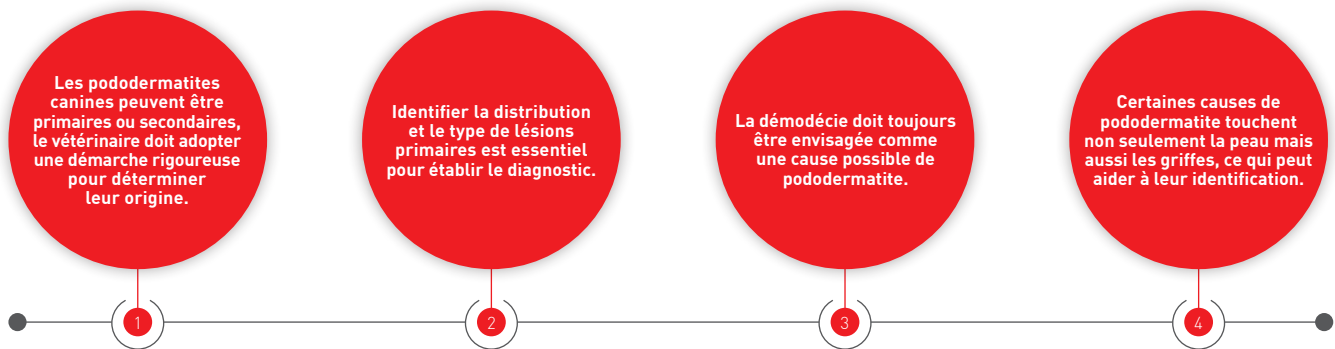 Les pododermatites
canines peuvent être
primaires ou secondaires,
le vétérinaire doit adopter
une démarche rigoureuse
pour déterminer
leur origine.
Identifier la distribution
et le type de lésions
primaires est essentiel
pour établir le diagnostic.
La démodécie doit toujours
être envisagée comme
une cause possible de
pododermatite.
Certaines causes de
pododermatite touchent
non seulement la peau mais
aussi les griffes, ce qui peut
aider à leur identification.
1
2
3
4